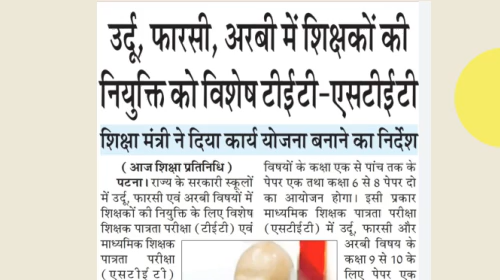 उर्दू, फारसी, अरबी में शिक्षकों की
नियुक्ति को विशेष टीईटी-एसटीईटी
शिक्षा मंत्री ने दिया कार्य योजना बनाने का निर्देश
( आज शिक्षा प्रतिनिधि )
पटना। राज्य के सरकारी स्कूलों
में उर्दू, फारसी एवं अरबी विषयों में
शिक्षकों की नियुक्ति के लिए विशेष
शिक्षक पात्रता परीक्षा (टीईटी) एवं
माध्यमिक शिक्षक
पात्रता परीक्षा
(एसटीईटी)
विषयों के कक्षा एक से पांच तक के
पेपर एक तथा कक्षा 6 से 8 पेपर दो
का आयोजन होगा। इसी प्रकार
माध्यमिक शिक्षक पात्रता परीक्षा
(एसटीईटी) में उर्दू, फारसी और
अरबी विषय के
कक्षा 9 से 10 के
लिए पेपर एक